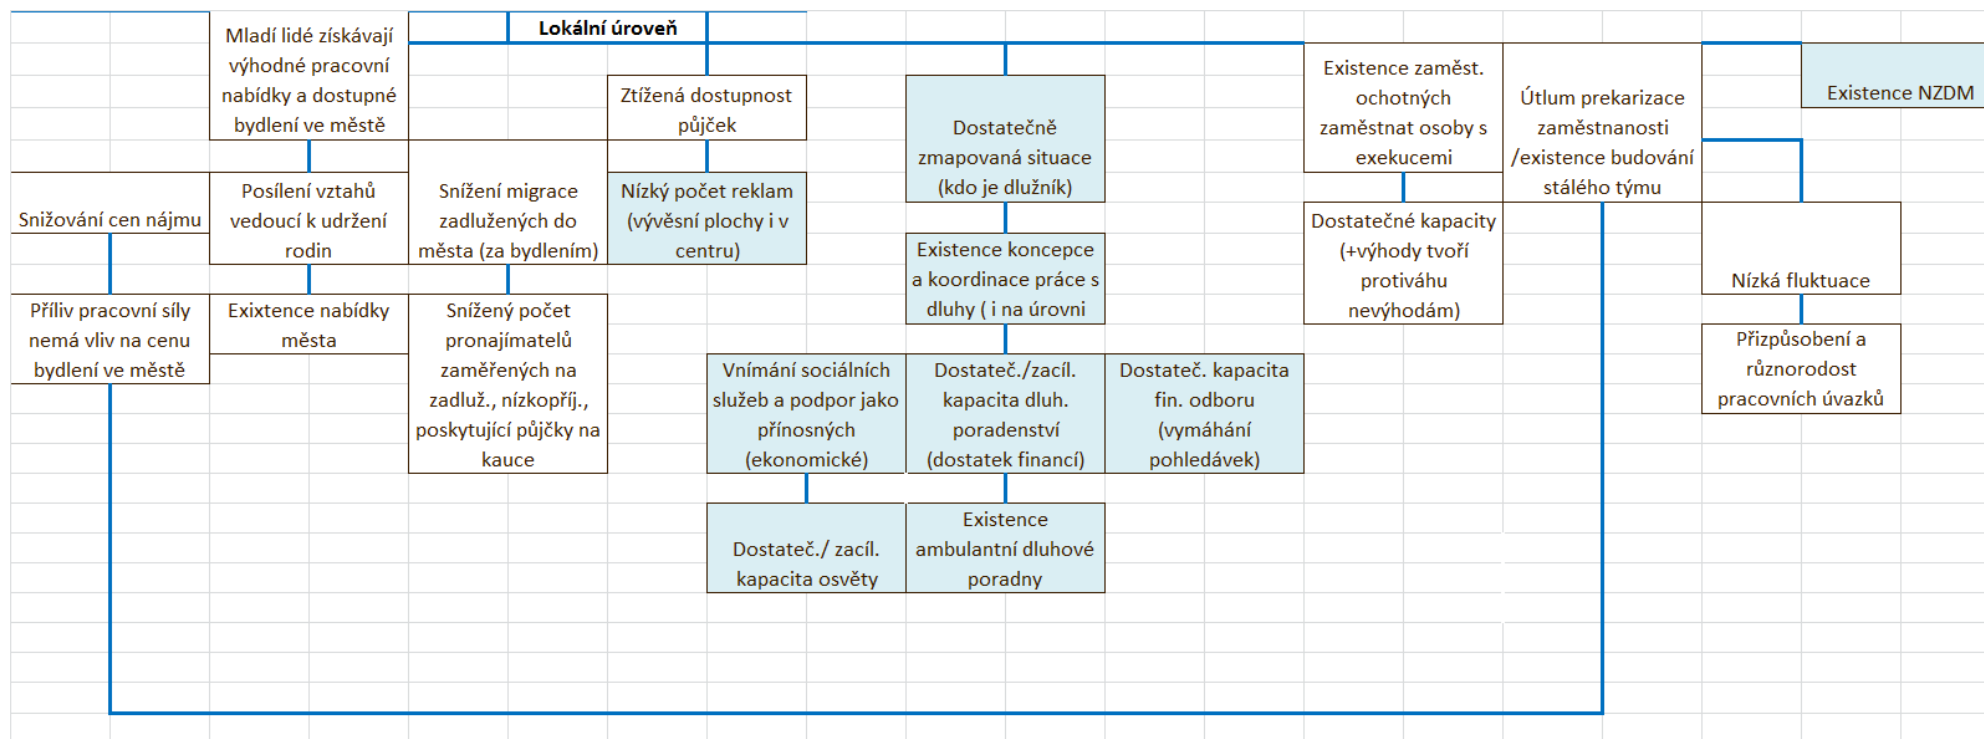 Lokální úroveň
Mladí lidé získávají
výhodné pracovní
nabídky a dostupné
bydlení ve městě
Snižování cen nájmu
Posílení vztahů
vedoucí k udržení
rodin
Snížení migrace
zadlužených do
města (za bydlením)
Ztížená dostupnost
půjček
Nízký počet reklam
(vývěsní plochy i v
centru)
Příliv pracovní síly
nemá vliv na cenu
bydlení ve městě
Exixtence nabídky
města
Snížený počet
pronajímatelů
zaměřených na
zadluž., nízkopříj.,
poskytující půjčky na
kauce
Dostatečně
zmapovaná situace
(kdo je dlužník)
Existence koncepce
a koordinace práce s
dluhy ( i na úrovni
Vnímání sociálních
služeb a podpor jako
přínosných
(ekonomické)
Dostateč./zacíl.
kapacita dluh.
poradenství
(dostatek financí)
Dostateč. kapacita
fin. odboru
(vymáhání
pohledávek)
Dostateč./ zacíl.
kapacita osvěty
Existence
ambulantní dluhové
poradny
Existence zaměst.
ochotných
zaměstnat osoby s
exekucemi
Dostatečné kapacity
(+výhody tvoří
protiváhu
nevýhodám)
Útlum prekarizace
zaměstnanosti
/existence budování
stálého týmu
Existence NZDM
Nízká fluktuace
Přizpůsobení a
různorodost
pracovních úvazků